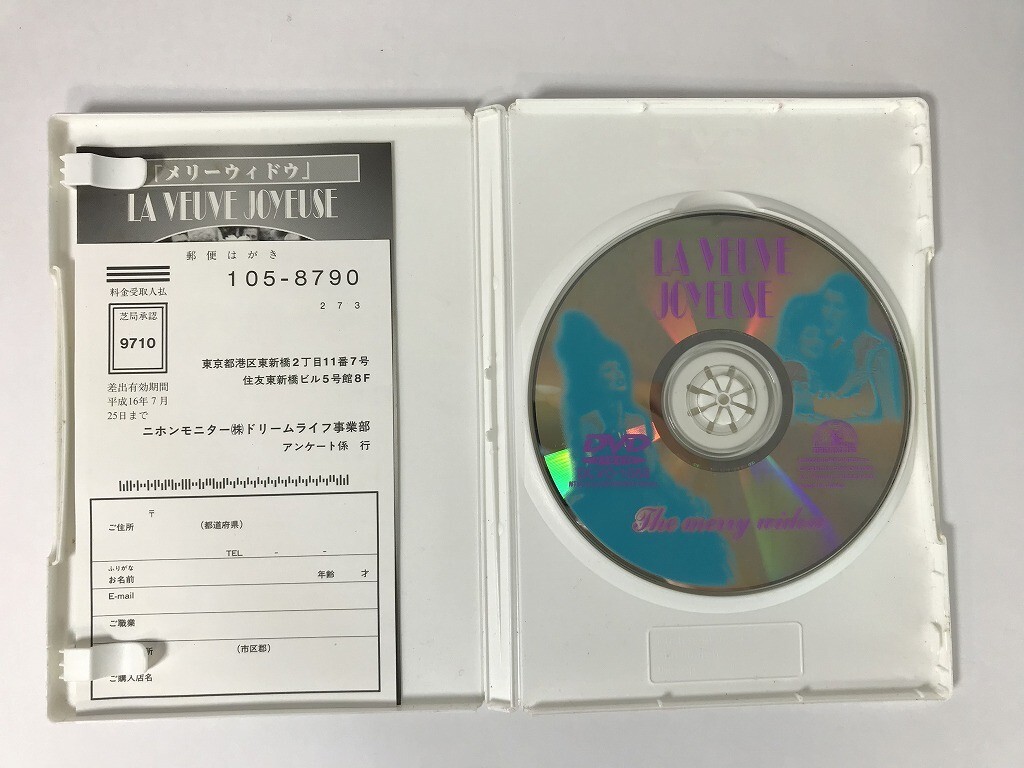 「メリーウィドウ」
LA VEUVE JOYEUSE
郵便はがき
105-8790
273
料金受取人払
芝局承認
9710
差出有効期間
平成16年7月
25日まで
東京都港区東新橋2丁目11番7号
住友東新橋ビル5号館8F
ニホンモニター㈱ドリームライフ事業部
アンケート係 行
ご住所 〒 (都道府県)
TEL - -
ふりがな
お名前 年齢 才
E-mail
ご職業
所 (市区郡)
ご購入店名
LA VEUVE
JOYEUSE
DVD
The merry widow